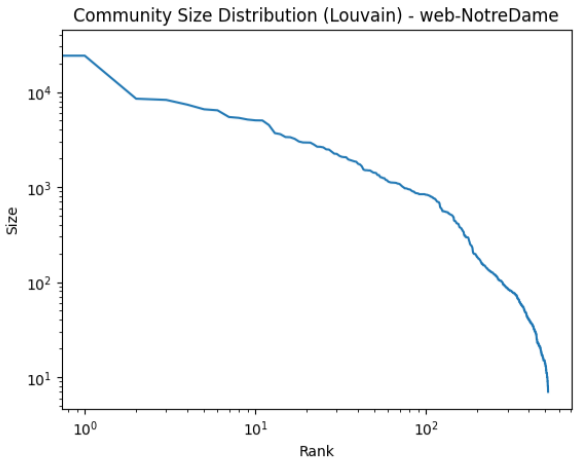 Community Size Distribution (Louvain) - web-NotreDame
Size
10⁴
10³
10²
10¹
10⁰
10¹
10²
Rank